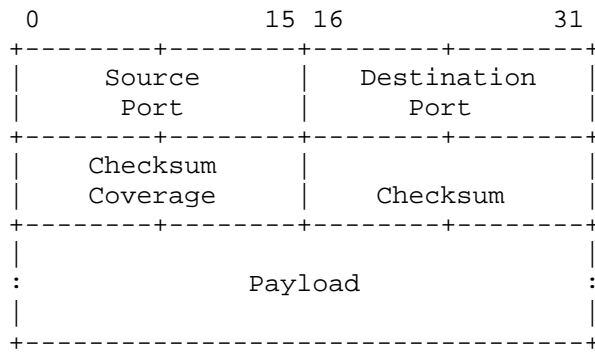 0 15 16 31
+--------+--------+--------+--------+
| Source | Destination |
| Port | Port |
+--------+--------+--------+--------+
| Checksum | |
| Coverage | Checksum |
+--------+--------+--------+--------+
| |
: Payload :
| |
+-----------------------------------+